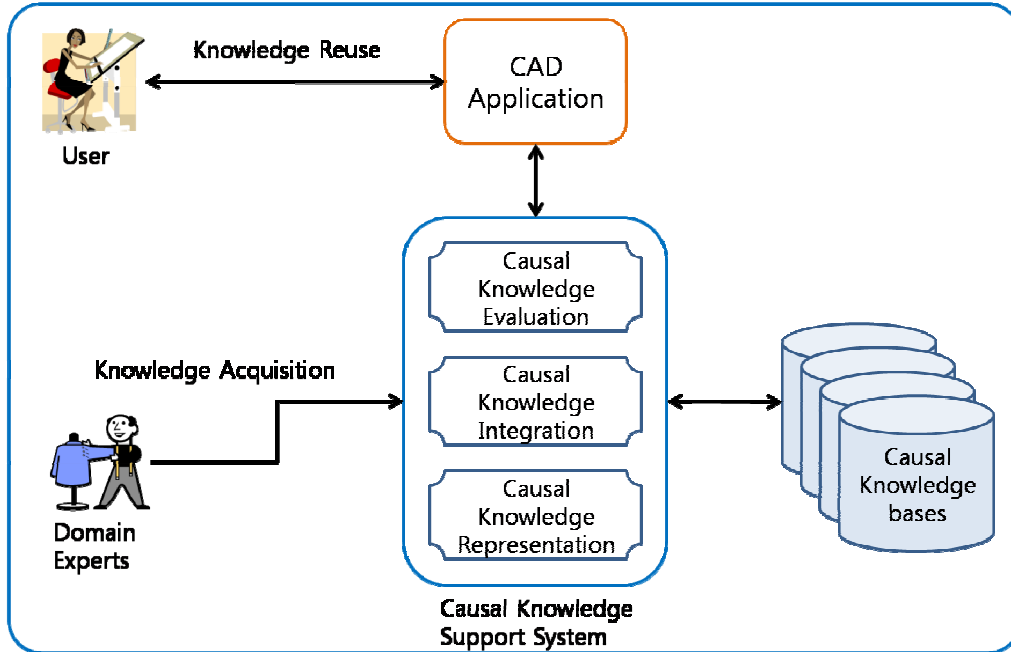 Knowledge Reuse
CAD
Application
User
Causal
Knowledge
Evaluation
Knowledge Acquisition
Causal
Knowledge
Integration
Causal
Knowledge
bases
Causal
Knowledge
Representation
Domain
Experts
Causal Knowledge
Support System